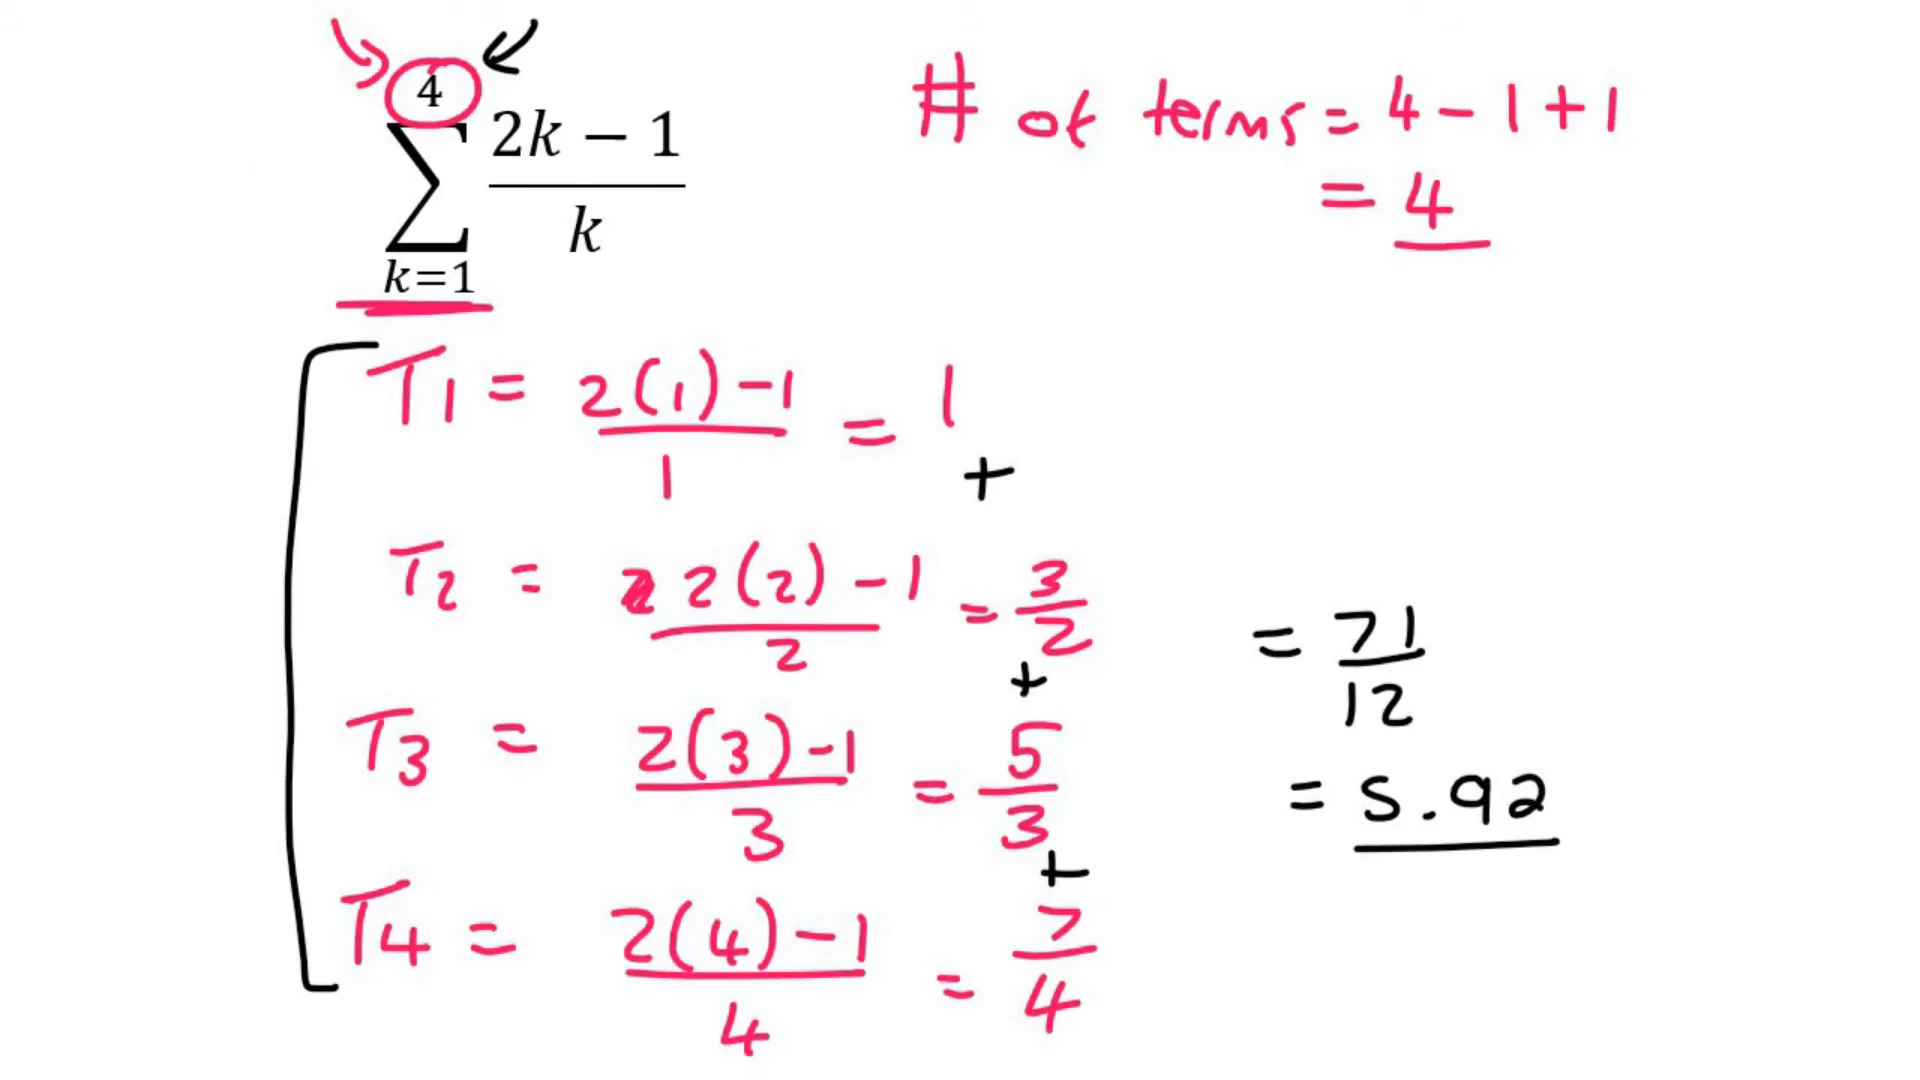 4
∑ (2k − 1)/k
k=1
# of terms = 4 - 1 + 1
= 4
T1 = (2(1) - 1)/1 = 1
+
T2 = 2(2) - 1/2 = 3/2
+
T3 = 2(3) - 1/3 = 5/3
+
T4 = 2(4) - 1/4 = 7/4
= 71/12
= 5.92